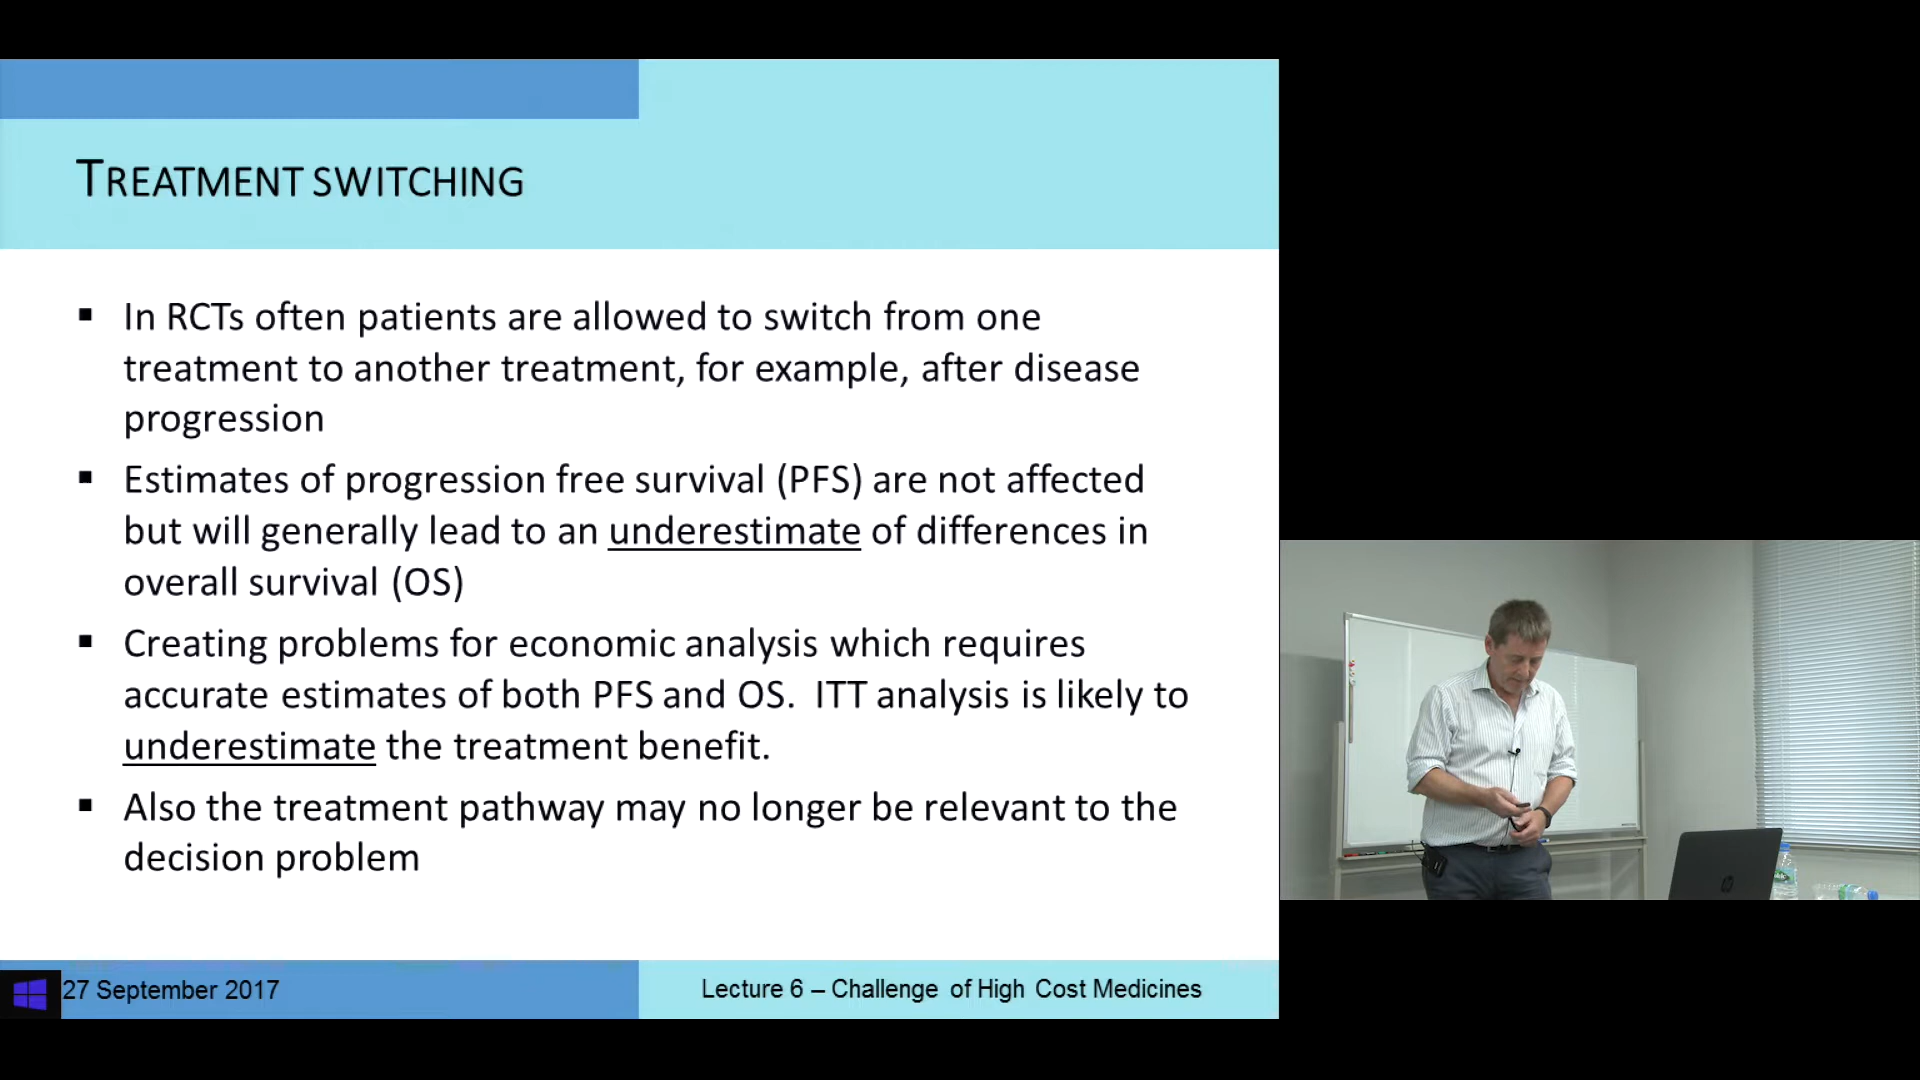 TREATMENT SWITCHING
▪ In RCTs often patients are allowed to switch from one
treatment to another treatment, for example, after disease
progression
▪ Estimates of progression free survival (PFS) are not affected
but will generally lead to an underestimate of differences in
overall survival (OS)
▪ Creating problems for economic analysis which requires
accurate estimates of both PFS and OS.  ITT analysis is likely to
underestimate the treatment benefit.
▪ Also the treatment pathway may no longer be relevant to the
decision problem
27 September 2017
Lecture 6 – Challenge of High Cost Medicines